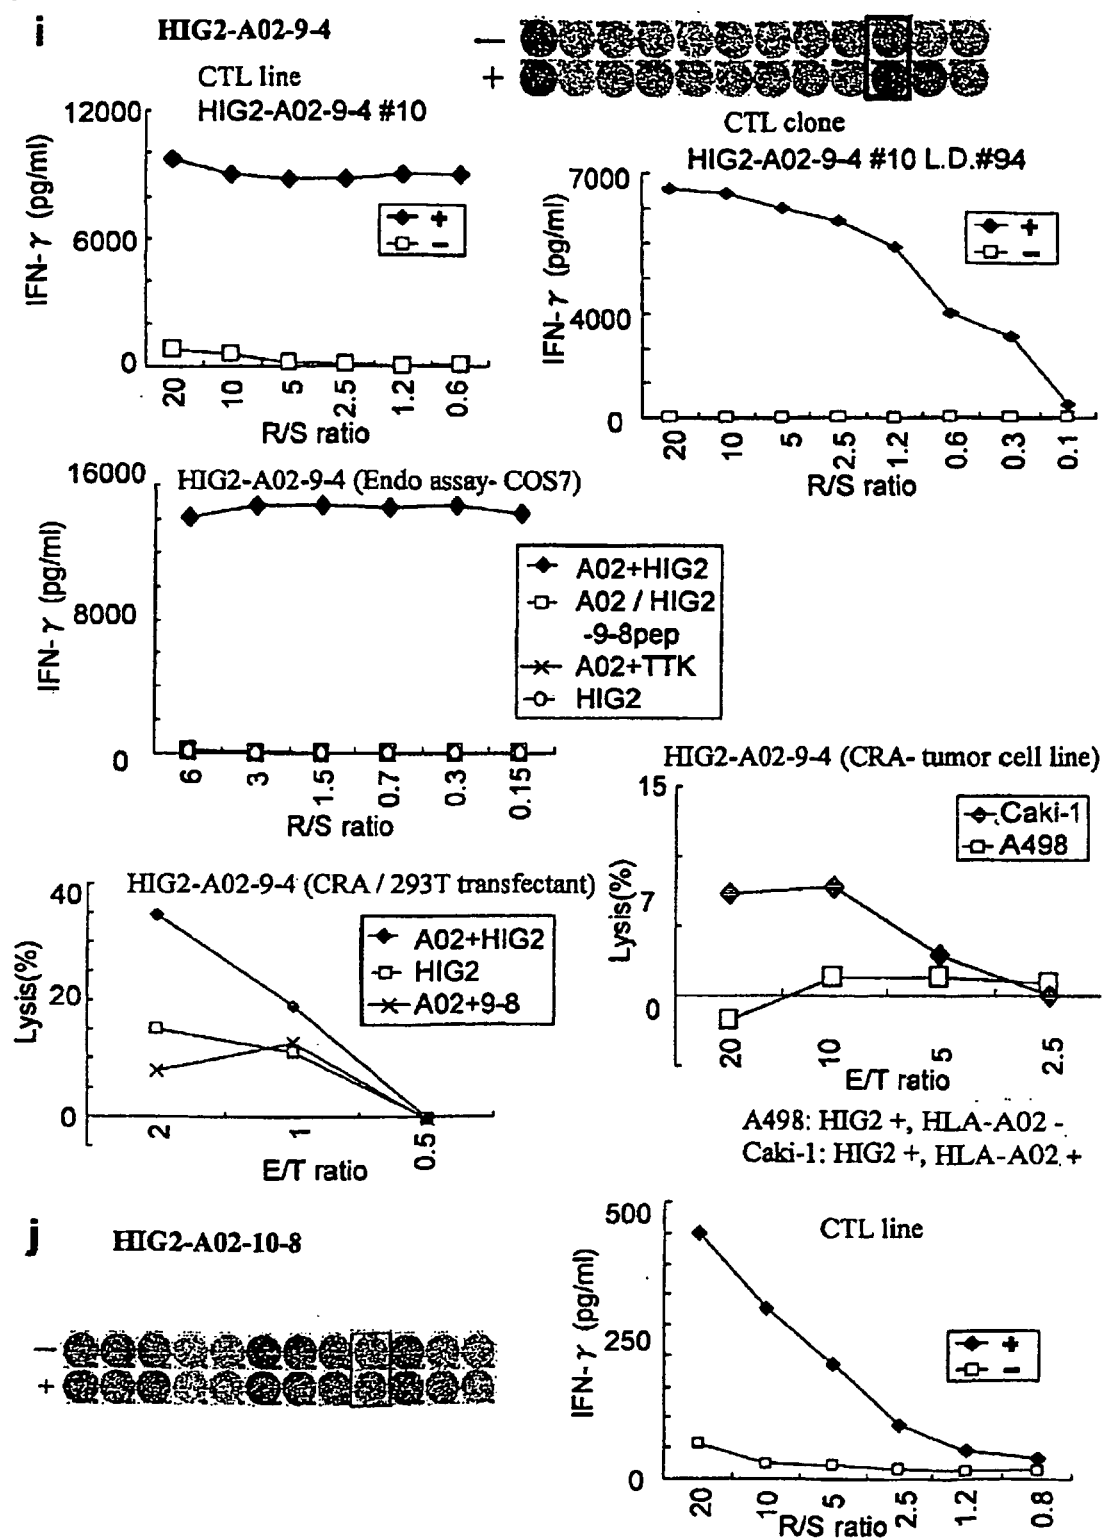 i. HIG2-A02-9-4
−
+
CTL line
HIG2-A02-9-4 #10
IFN-γ (pg/ml)
12000
6000
0
+
−
20 10 5 2.5 1.2 0.6
R/S ratio
CTL clone
HIG2-A02-9-4 #10 L.D.#94
IFN-γ (pg/ml)
7000
4000
0
+
−
20 10 5 2.5 1.2 0.6 0.3 0.1
R/S ratio
HIG2-A02-9-4 (Endo assay- COS7)
IFN-γ (pg/ml)
16000
8000
0
A02+HIG2
A02 / HIG2
-9-8pep
A02+TTK
HIG2
6 3 1.5 0.7 0.3 0.15
R/S ratio
HIG2-A02-9-4 (CRA- tumor cell line)
Lysis(%)
15
7
0
Caki-1
A498
20 10 5 2.5
E/T ratio
A498: HIG2 +, HLA-A02 -
Caki-1: HIG2 +, HLA-A02 +
HIG2-A02-9-4 (CRA / 293T transfectant)
Lysis(%)
40
20
0
A02+HIG2
HIG2
A02+9-8
2 1 0.5
E/T ratio
j. HIG2-A02-10-8
−
+
CTL line
IFN-γ (pg/ml)
500
250
0
+
−
20 10 5 2.5 1.2 0.8
R/S ratio